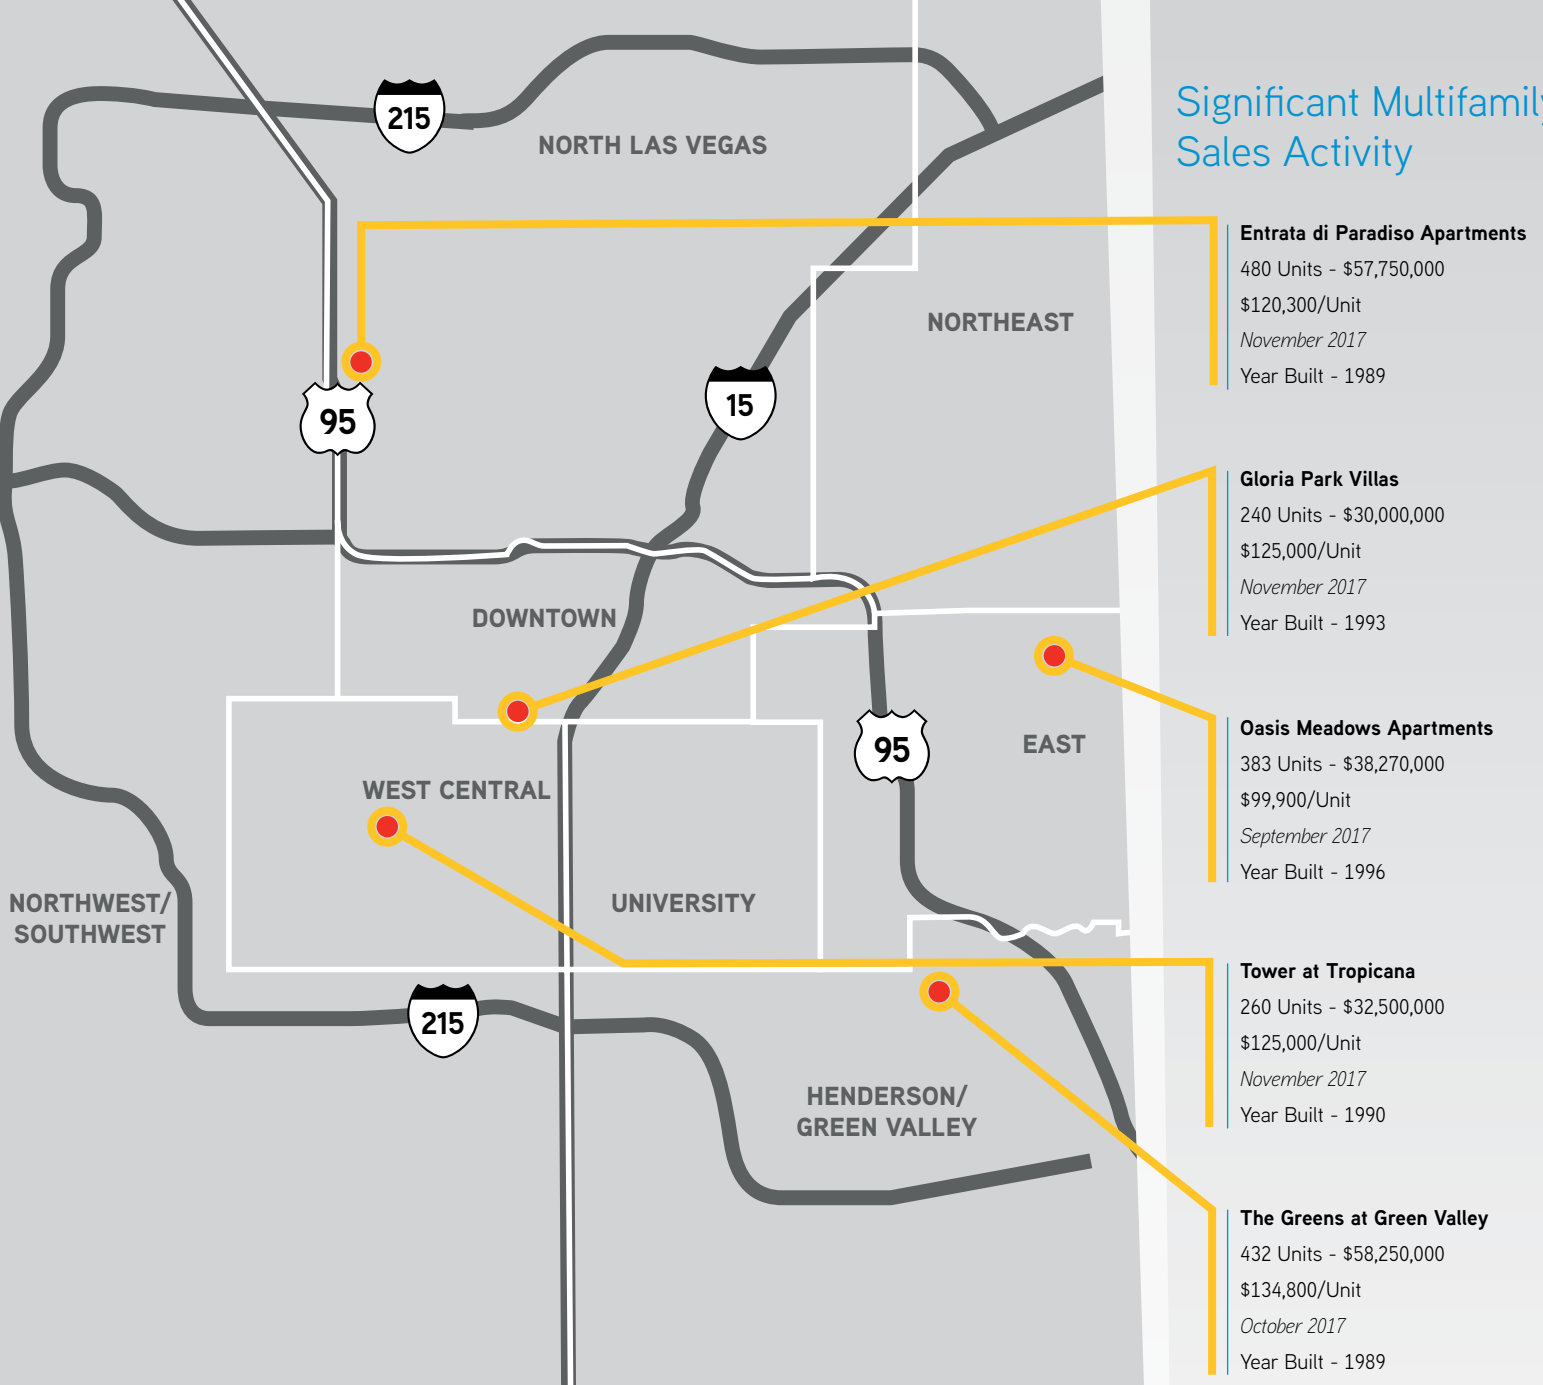 215
NORTH LAS VEGAS
Significant Multifamily
Sales Activity
Entrata di Paradiso Apartments
480 Units - $57,750,000
$120,300/Unit
November 2017
Year Built - 1989
NORTHEAST
15
95
Gloria Park Villas
240 Units - $30,000,000
$125,000/Unit
November 2017
Year Built - 1993
DOWNTOWN
Oasis Meadows Apartments
383 Units - $38,270,000
$99,900/Unit
September 2017
Year Built - 1996
95
EAST
WEST CENTRAL
NORTHWEST/
SOUTHWEST
UNIVERSITY
Tower at Tropicana
260 Units - $32,500,000
$125,000/Unit
November 2017
Year Built - 1990
215
HENDERSON/
GREEN VALLEY
The Greens at Green Valley
432 Units - $58,250,000
$134,800/Unit
October 2017
Year Built - 1989